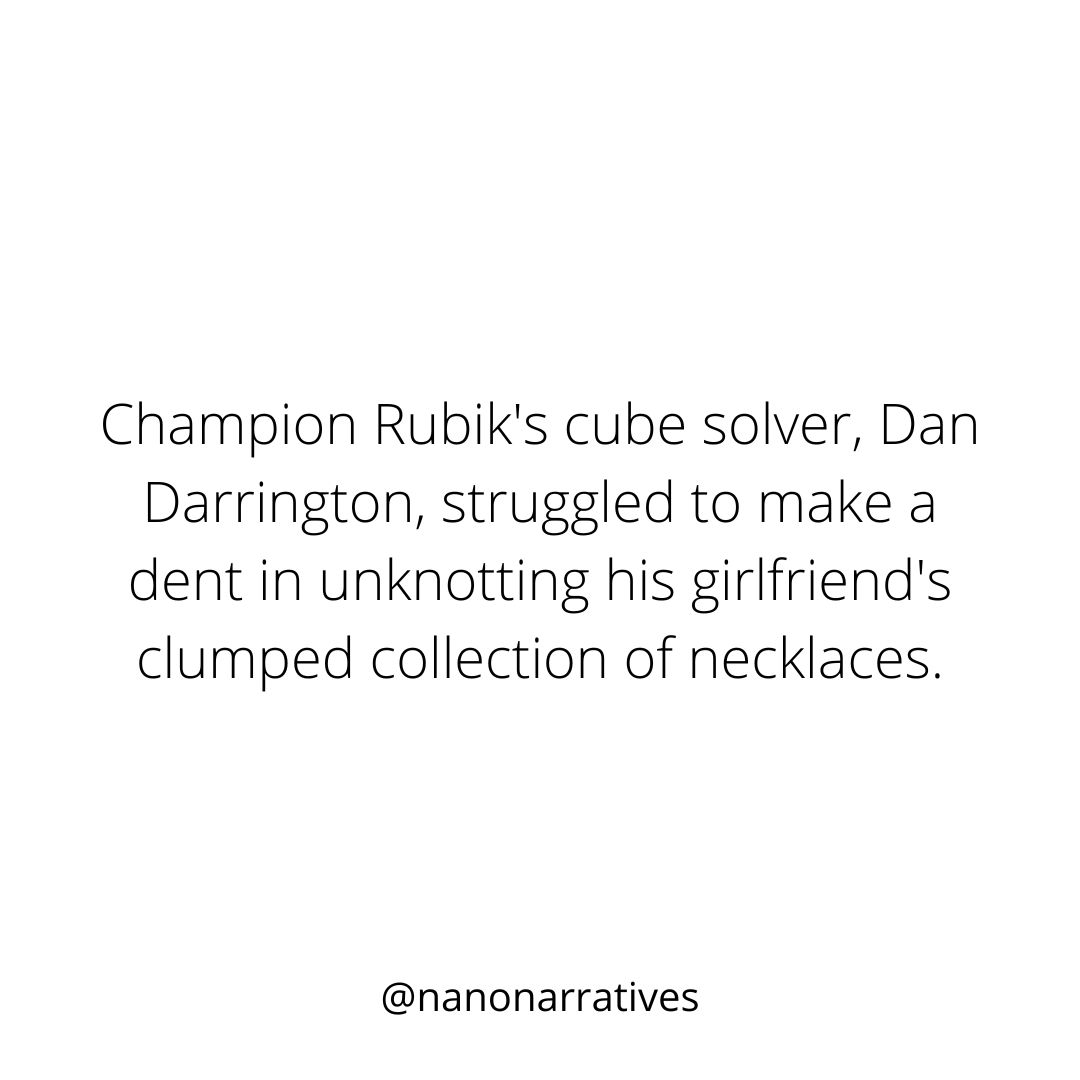 Champion Rubik's cube solver, Dan
Darrington, struggled to make a
dent in unknotting his girlfriend's
clumped collection of necklaces.
@nanonarratives